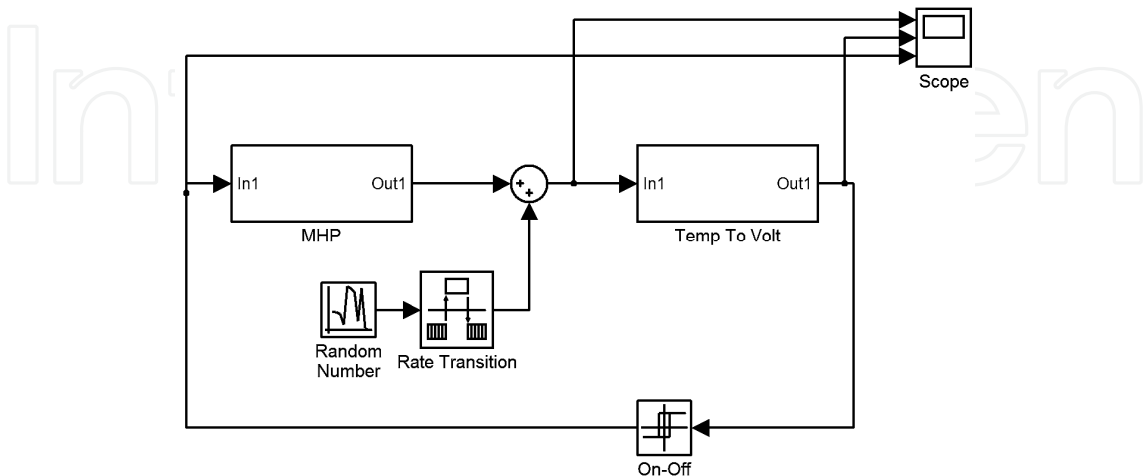 Scope
In1
Out1
MHP
In1
Out1
Temp To Volt
Random
Number
Rate Transition
On-Off